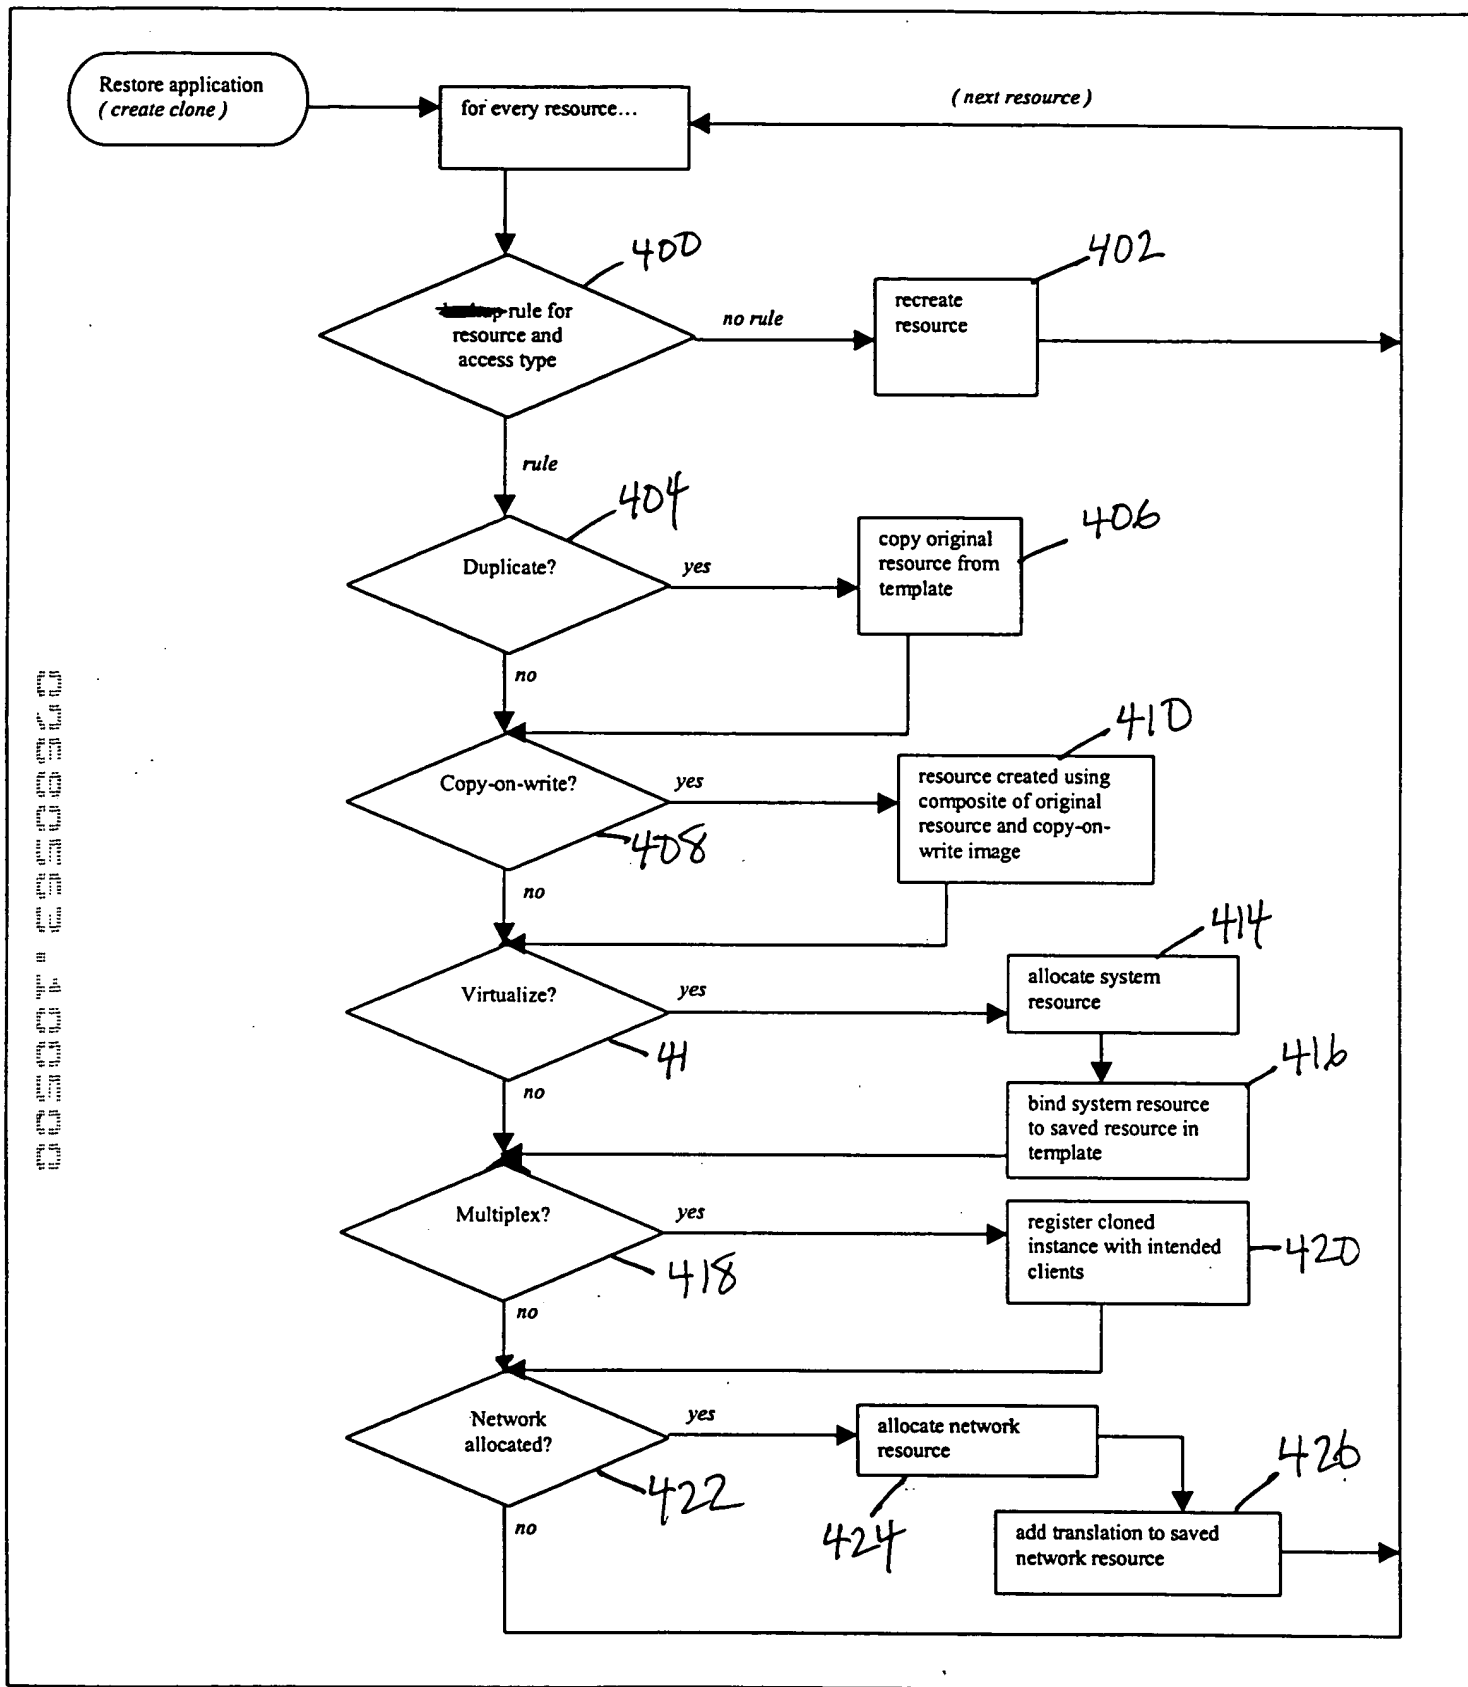 Restore application
( create clone )
for every resource...
( next resource )
400
rule for
resource and
access type
no rule
402
recreate
resource
rule
404
Duplicate?
yes
406
copy original
resource from
template
no
Copy-on-write?
yes
408
410
resource created using
composite of original
resource and copy-on-
write image
no
Virtualize?
yes
41
414
allocate system
resource
416
bind system resource
to saved resource in
template
no
Multiplex?
yes
418
register cloned
instance with intended
clients
420
no
Network
allocated?
yes
422
allocate network
resource
424
426
add translation to saved
network resource
no